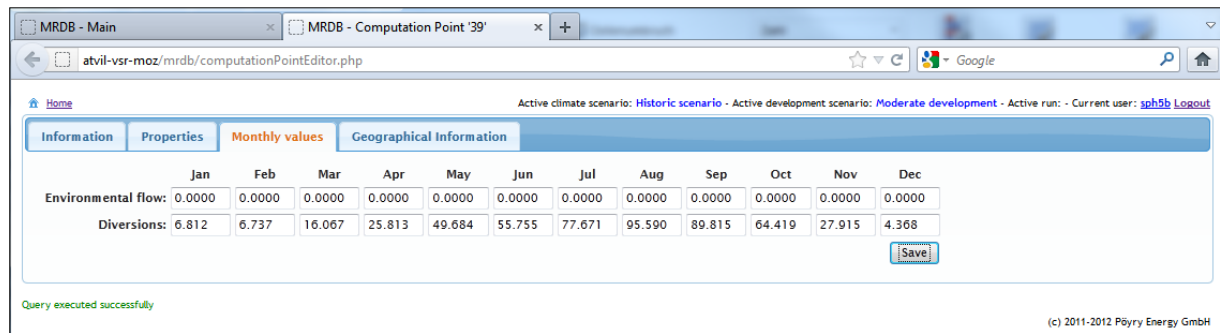 MRDB - Main × MRDB - Computation Point '39' × +
atvil-vsr-moz/mrdb/computationPointEditor.php Google
Home Active climate scenario: Historic scenario - Active development scenario: Moderate development - Active run: - Current user: sph5b Logout
Information Properties Monthly values Geographical Information
Jan Feb Mar Apr May Jun Jul Aug Sep Oct Nov Dec
Environmental flow: 0.0000 0.0000 0.0000 0.0000 0.0000 0.0000 0.0000 0.0000 0.0000 0.0000 0.0000 0.0000
Diversions: 6.812 6.737 16.067 25.813 49.684 55.755 77.671 95.590 89.815 64.419 27.915 4.368
Save
Query executed successfully
(c) 2011-2012 Pöyry Energy GmbH